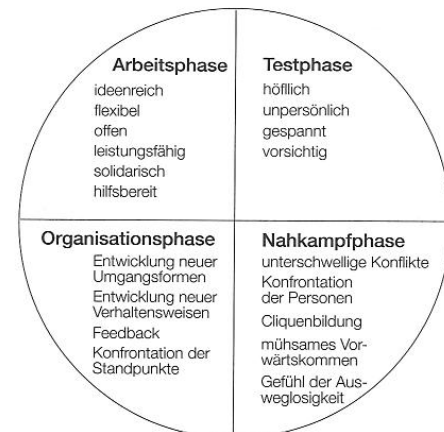 Arbeitsphase
ideenreich
flexibel
offen
leistungsfähig
solidarisch
hilfsbereit
Testphase
höfllich
unpersönlich
gespannt
vorsichtig
Organisationsphase
Entwicklung neuer
Umgangsformen
Entwicklung neuer
Verhaltensweisen
Feedback
Konfrontation der
Standpunkte
Nahkampfphase
unterschwellige Konflikte
Konfrontation
der Personen
Cliquenbildung
mühsames Vor-
wärtskommen
Gefühl der Aus-
weglosigkeit